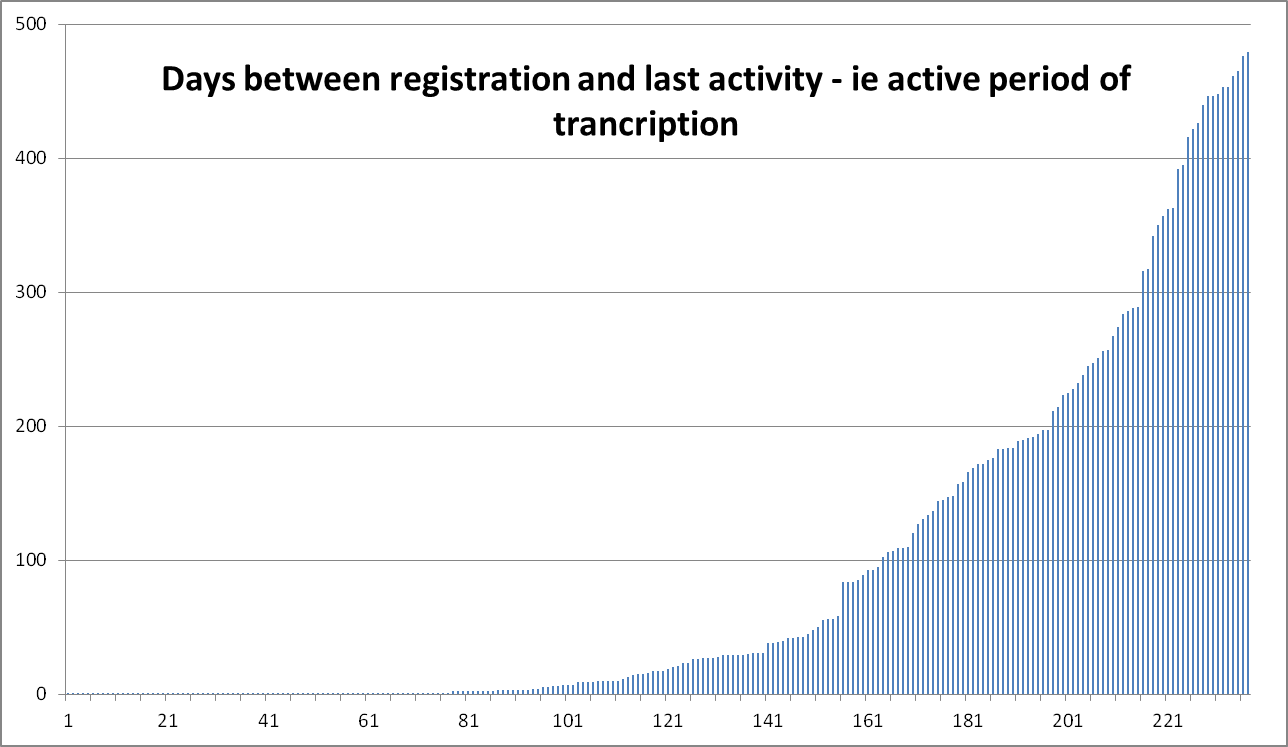 500
Days between registration and last activity - ie active period of
trancription
400
300
200
100
0
1 21 41 61 81 101 121 141 161 181 201 221